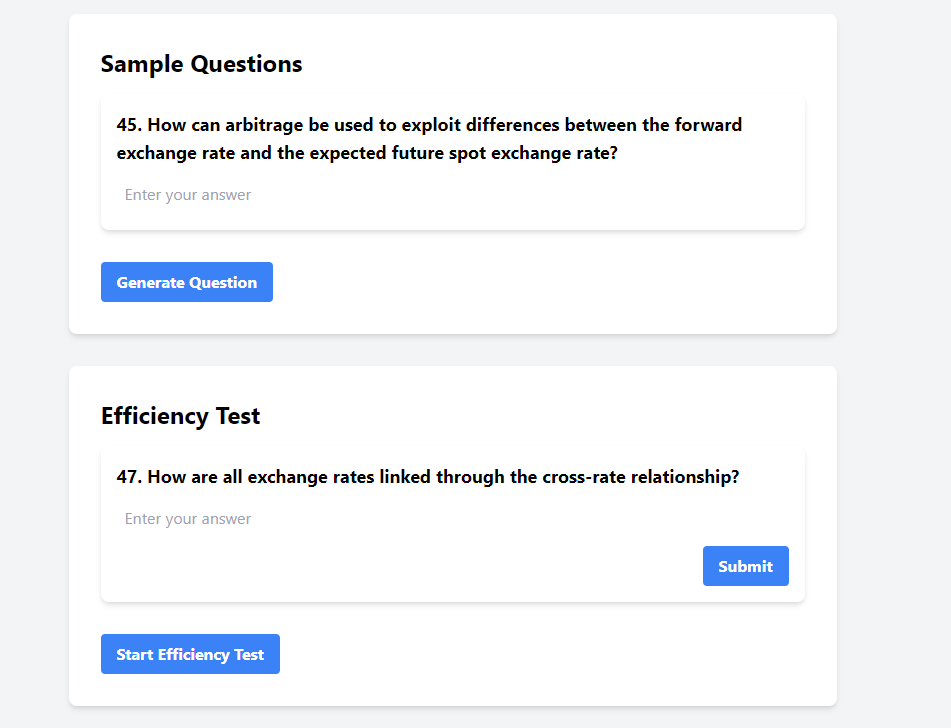 Sample Questions
45. How can arbitrage be used to exploit differences between the forward
exchange rate and the expected future spot exchange rate?
Enter your answer
Generate Question
Efficiency Test
47. How are all exchange rates linked through the cross-rate relationship?
Enter your answer
Submit
Start Efficiency Test